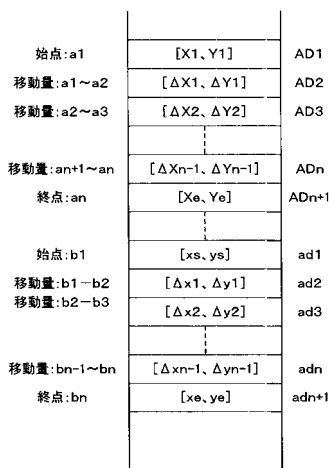 始点:a1 [X1、Y1] AD1
移動量:a1~a2 [ΔX1、ΔY1] AD2
移動量:a2~a3 [ΔX2、ΔY2] AD3
移動量:an+1~an [ΔXn-1、ΔYn-1] ADn
終点:an [Xe、Ye] ADn+1
始点:b1 [xs、ys] ad1
移動量:b1-b2 [Δx1、Δy1] ad2
移動量:b2-b3 [Δx2、Δy2] ad3
移動量:bn-1~bn [Δxn-1、Δyn-1] adn
終点:bn [xe、ye] adn+1